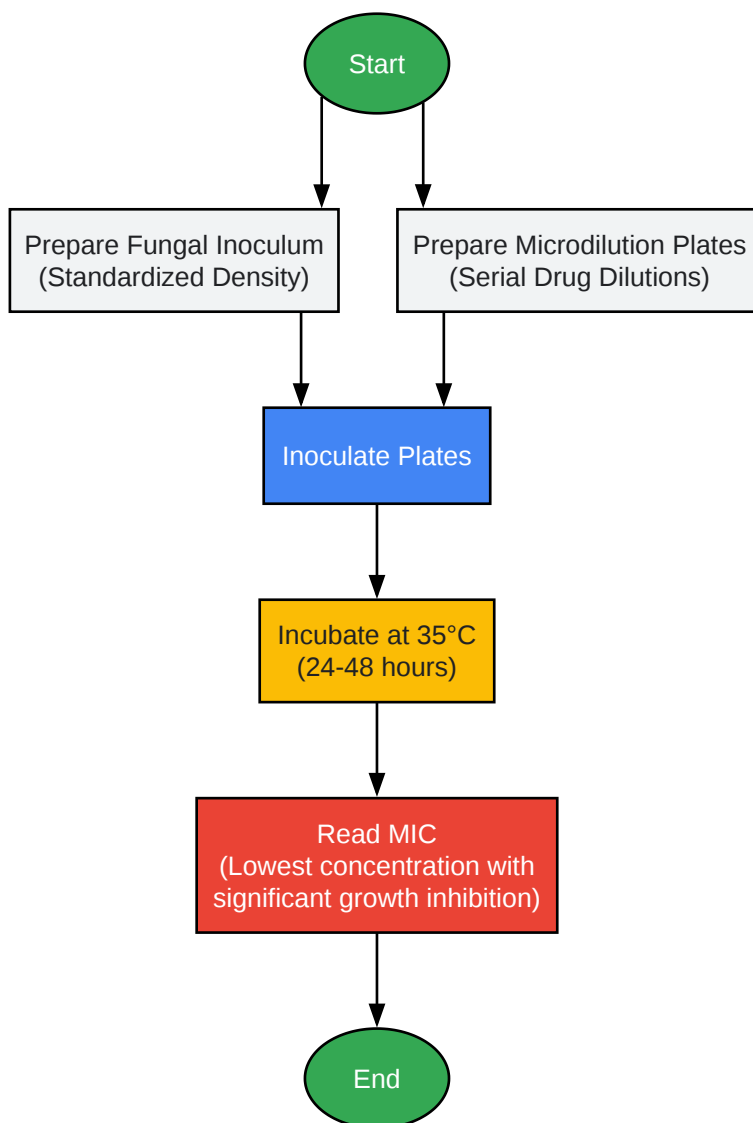 Start
Prepare Fungal Inoculum
(Standardized Density)
Prepare Microdilution Plates
(Serial Drug Dilutions)
Inoculate Plates
Incubate at 35°C
(24-48 hours)
Read MIC
(Lowest concentration with
significant growth inhibition)
End